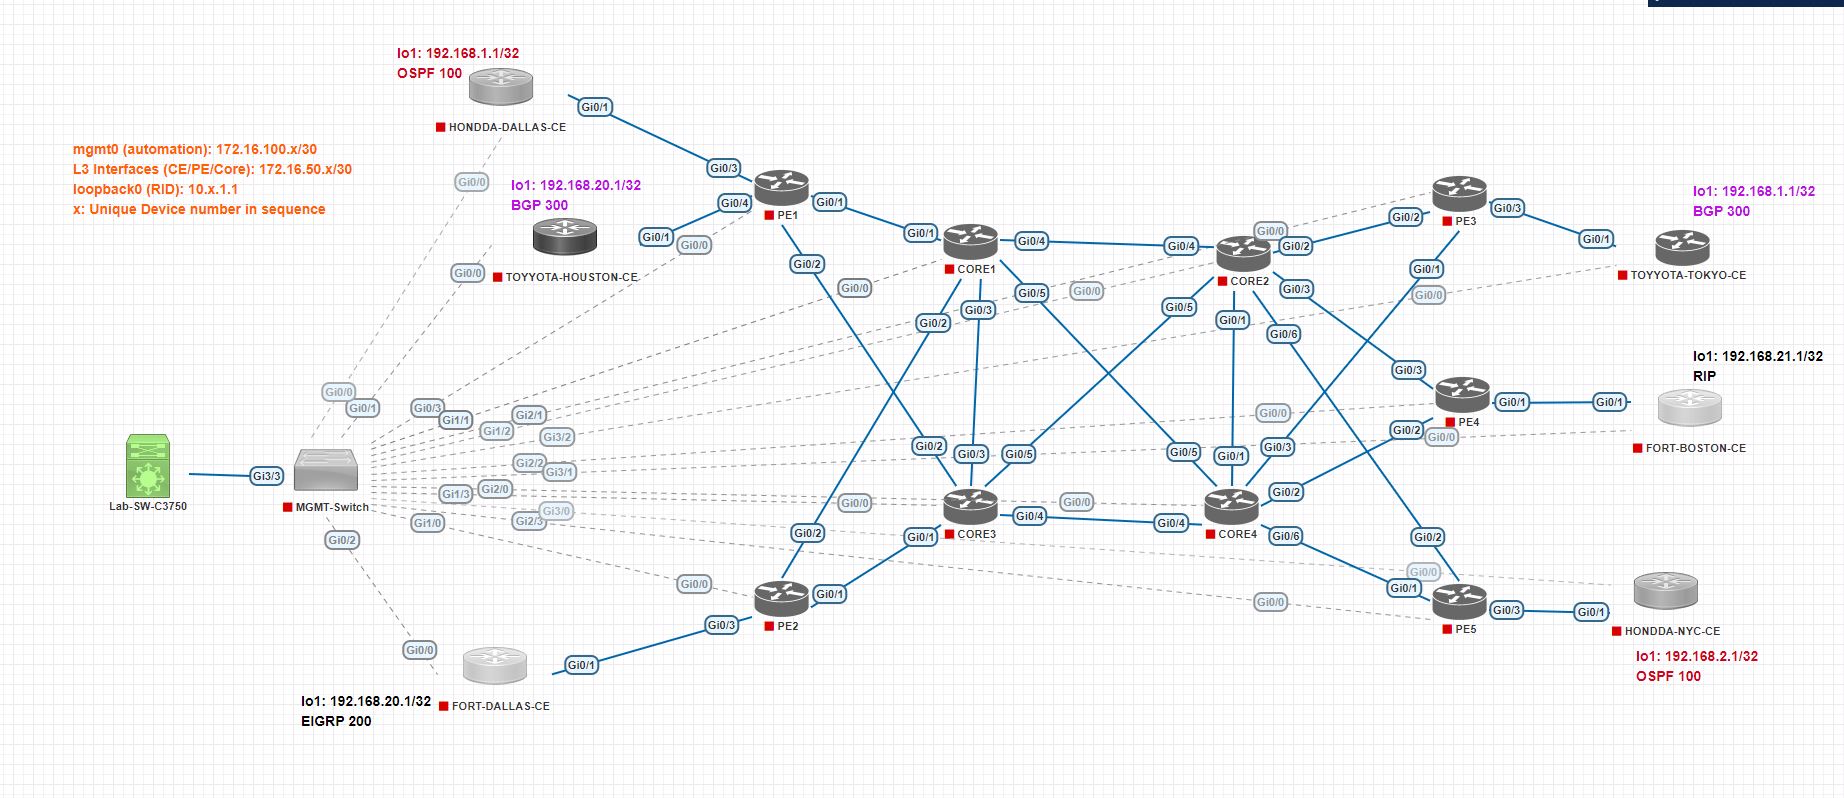 lo1: 192.168.1.1/32
OSPF 100
HONDDA-DALLAS-CE
Gi0/1
mgmt0 (automation): 172.16.100.x/30
L3 Interfaces (CE/PE/Core): 172.16.50.x/30
loopback0 (RID): 10.x.1.1
x: Unique Device number in sequence
Gi0/0
Gi0/3
lo1: 192.168.20.1/32
BGP 300
Gi0/4
Gi0/1
PE1
Gi0/1
Gi0/0
TOYYOTA-HOUSTON-CE
Gi0/0
Gi0/2
Gi0/1
Gi0/4
CORE1
Gi0/0
Gi0/5
Gi0/3
Gi0/2
Gi0/4
Gi0/0
Gi0/2
CORE2
Gi0/0
Gi0/3
Gi0/5
Gi0/1
Gi0/6
Gi0/2
PE3
Gi0/3
Gi0/1
lo1: 192.168.1.1/32
BGP 300
Gi0/1
TOYYOTA-TOKYO-CE
Gi0/0
lo1: 192.168.21.1/32
RIP
Gi0/3
Gi0/1
Gi0/1
PE4
Gi0/2
Gi0/0
Gi0/0
FORT-BOSTON-CE
Gi0/0
Gi0/1
Gi0/3
Gi1/1
Gi2/1
Gi1/2
Gi3/2
Gi2/2
Gi3/1
Gi3/3
Lab-SW-C3750
MGMT-Switch
Gi1/3
Gi2/0
Gi1/0
Gi2/3
Gi3/0
Gi0/2
Gi0/2
Gi0/3
Gi0/5
Gi0/0
CORE3
Gi0/4
Gi0/1
Gi0/2
Gi0/0
Gi0/5
Gi0/1
Gi0/3
Gi0/2
Gi0/4
CORE4
Gi0/6
Gi0/2
Gi0/0
Gi0/1
Gi0/0
PE5
Gi0/3
Gi0/1
HONDDA-NYC-CE
lo1: 192.168.2.1/32
OSPF 100
Gi0/0
Gi0/1
PE2
Gi0/3
Gi0/0
Gi0/1
lo1: 192.168.20.1/32
EIGRP 200
FORT-DALLAS-CE